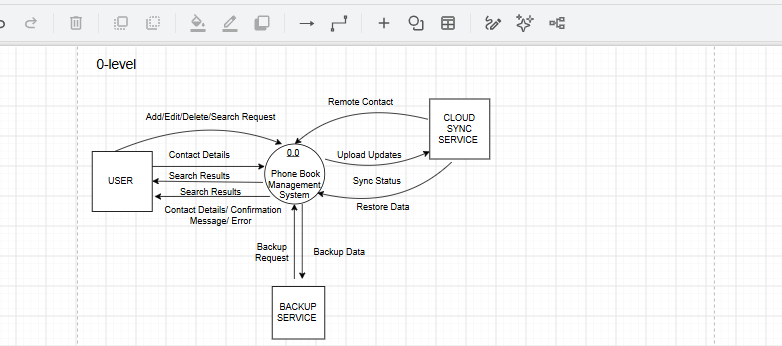 0-level
Remote Contact
Add/Edit/Delete/Search Request
CLOUD
SYNC
SERVICE
0.0
Contact Details
Upload Updates
USER
Search Results
Phone Book
Management
System
Sync Status
Search Results
Contact Details/ Confirmation
Message/ Error
Restore Data
Backup
Request
Backup Data
BACKUP
SERVICE